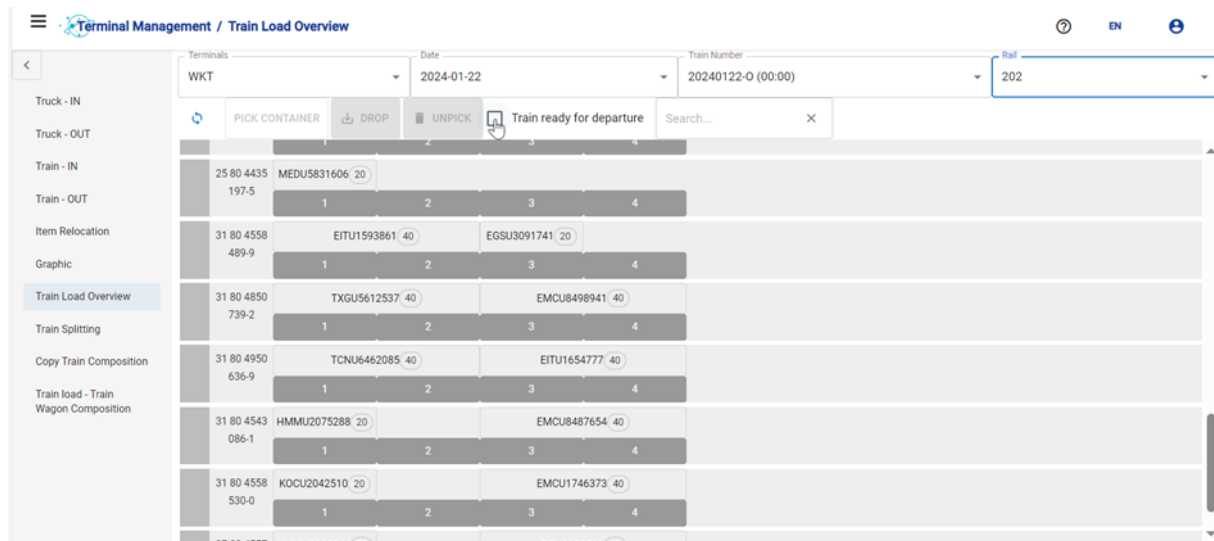 Terminal Management / Train Load Overview
EN
Terminals
WKT
Date
2024-01-22
Train Number
20240122-O (00:00)
Rail
202
PICK CONTAINER
DROP
UNPICK
Train ready for departure
Search...
Truck - IN
Truck - OUT
Train - IN
Train - OUT
Item Relocation
Graphic
Train Load Overview
Train Splitting
Copy Train Composition
Train load - Train
Wagon Composition
1 2 3 4
25 80 4435 MEDU5831606 20
197-5
1 2 3 4
31 80 4558 EITU1593861 40 EGSU3091741 20
489-9
1 2 3 4
31 80 4850 TXGU5612537 40 EMCU8498941 40
739-2
1 2 3 4
31 80 4950 TCNU6462085 40 EITU1654777 40
636-9
1 2 3 4
31 80 4543 HMMU2075288 20 EMCU8487654 40
086-1
1 2 3 4
31 80 4558 KOCU2042510 20 EMCU1746373 40
530-0
1 2 3 4